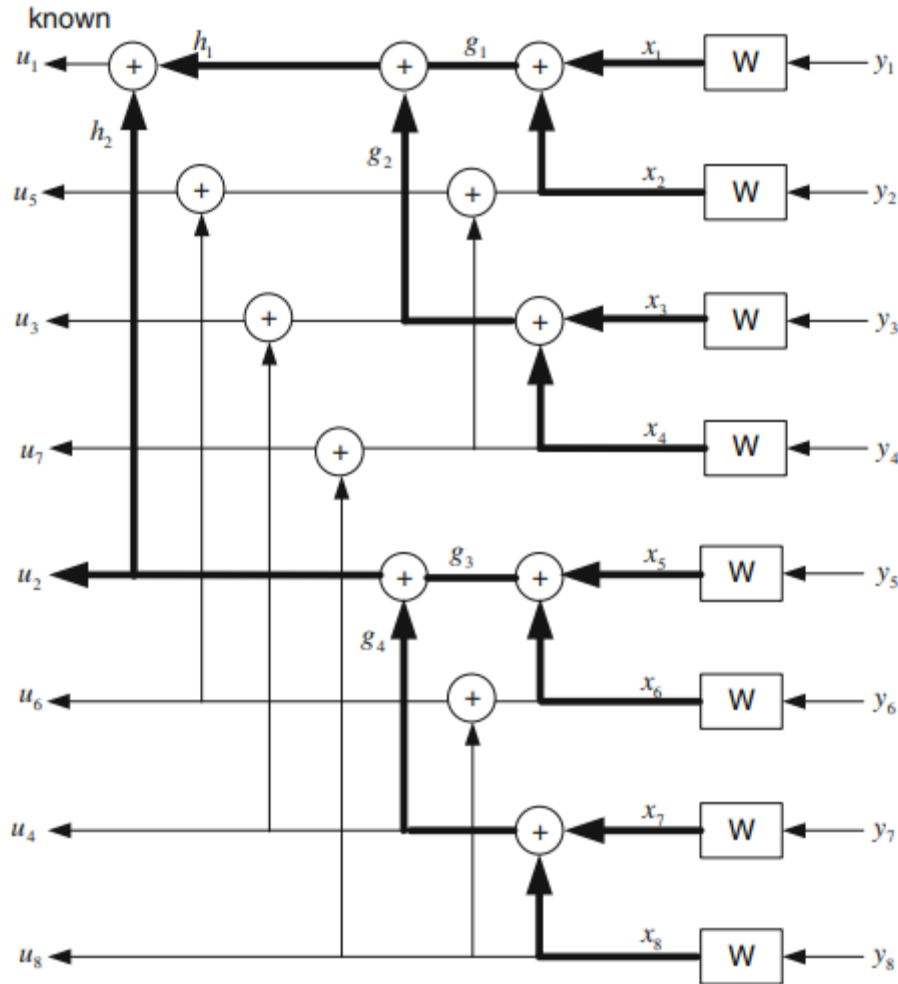 known
u₁ + h₁ + g₁ + x₁ W y₁
h₂
u₅ + g₂ + x₂ W y₂
u₃ + + x₃ W y₃
u₇ + x₄ W y₄
u₂ + g₃ + x₅ W y₅
g₄
u₆ + x₆ W y₆
u₄ + x₇ W y₇
u₈ x₈ W y₈